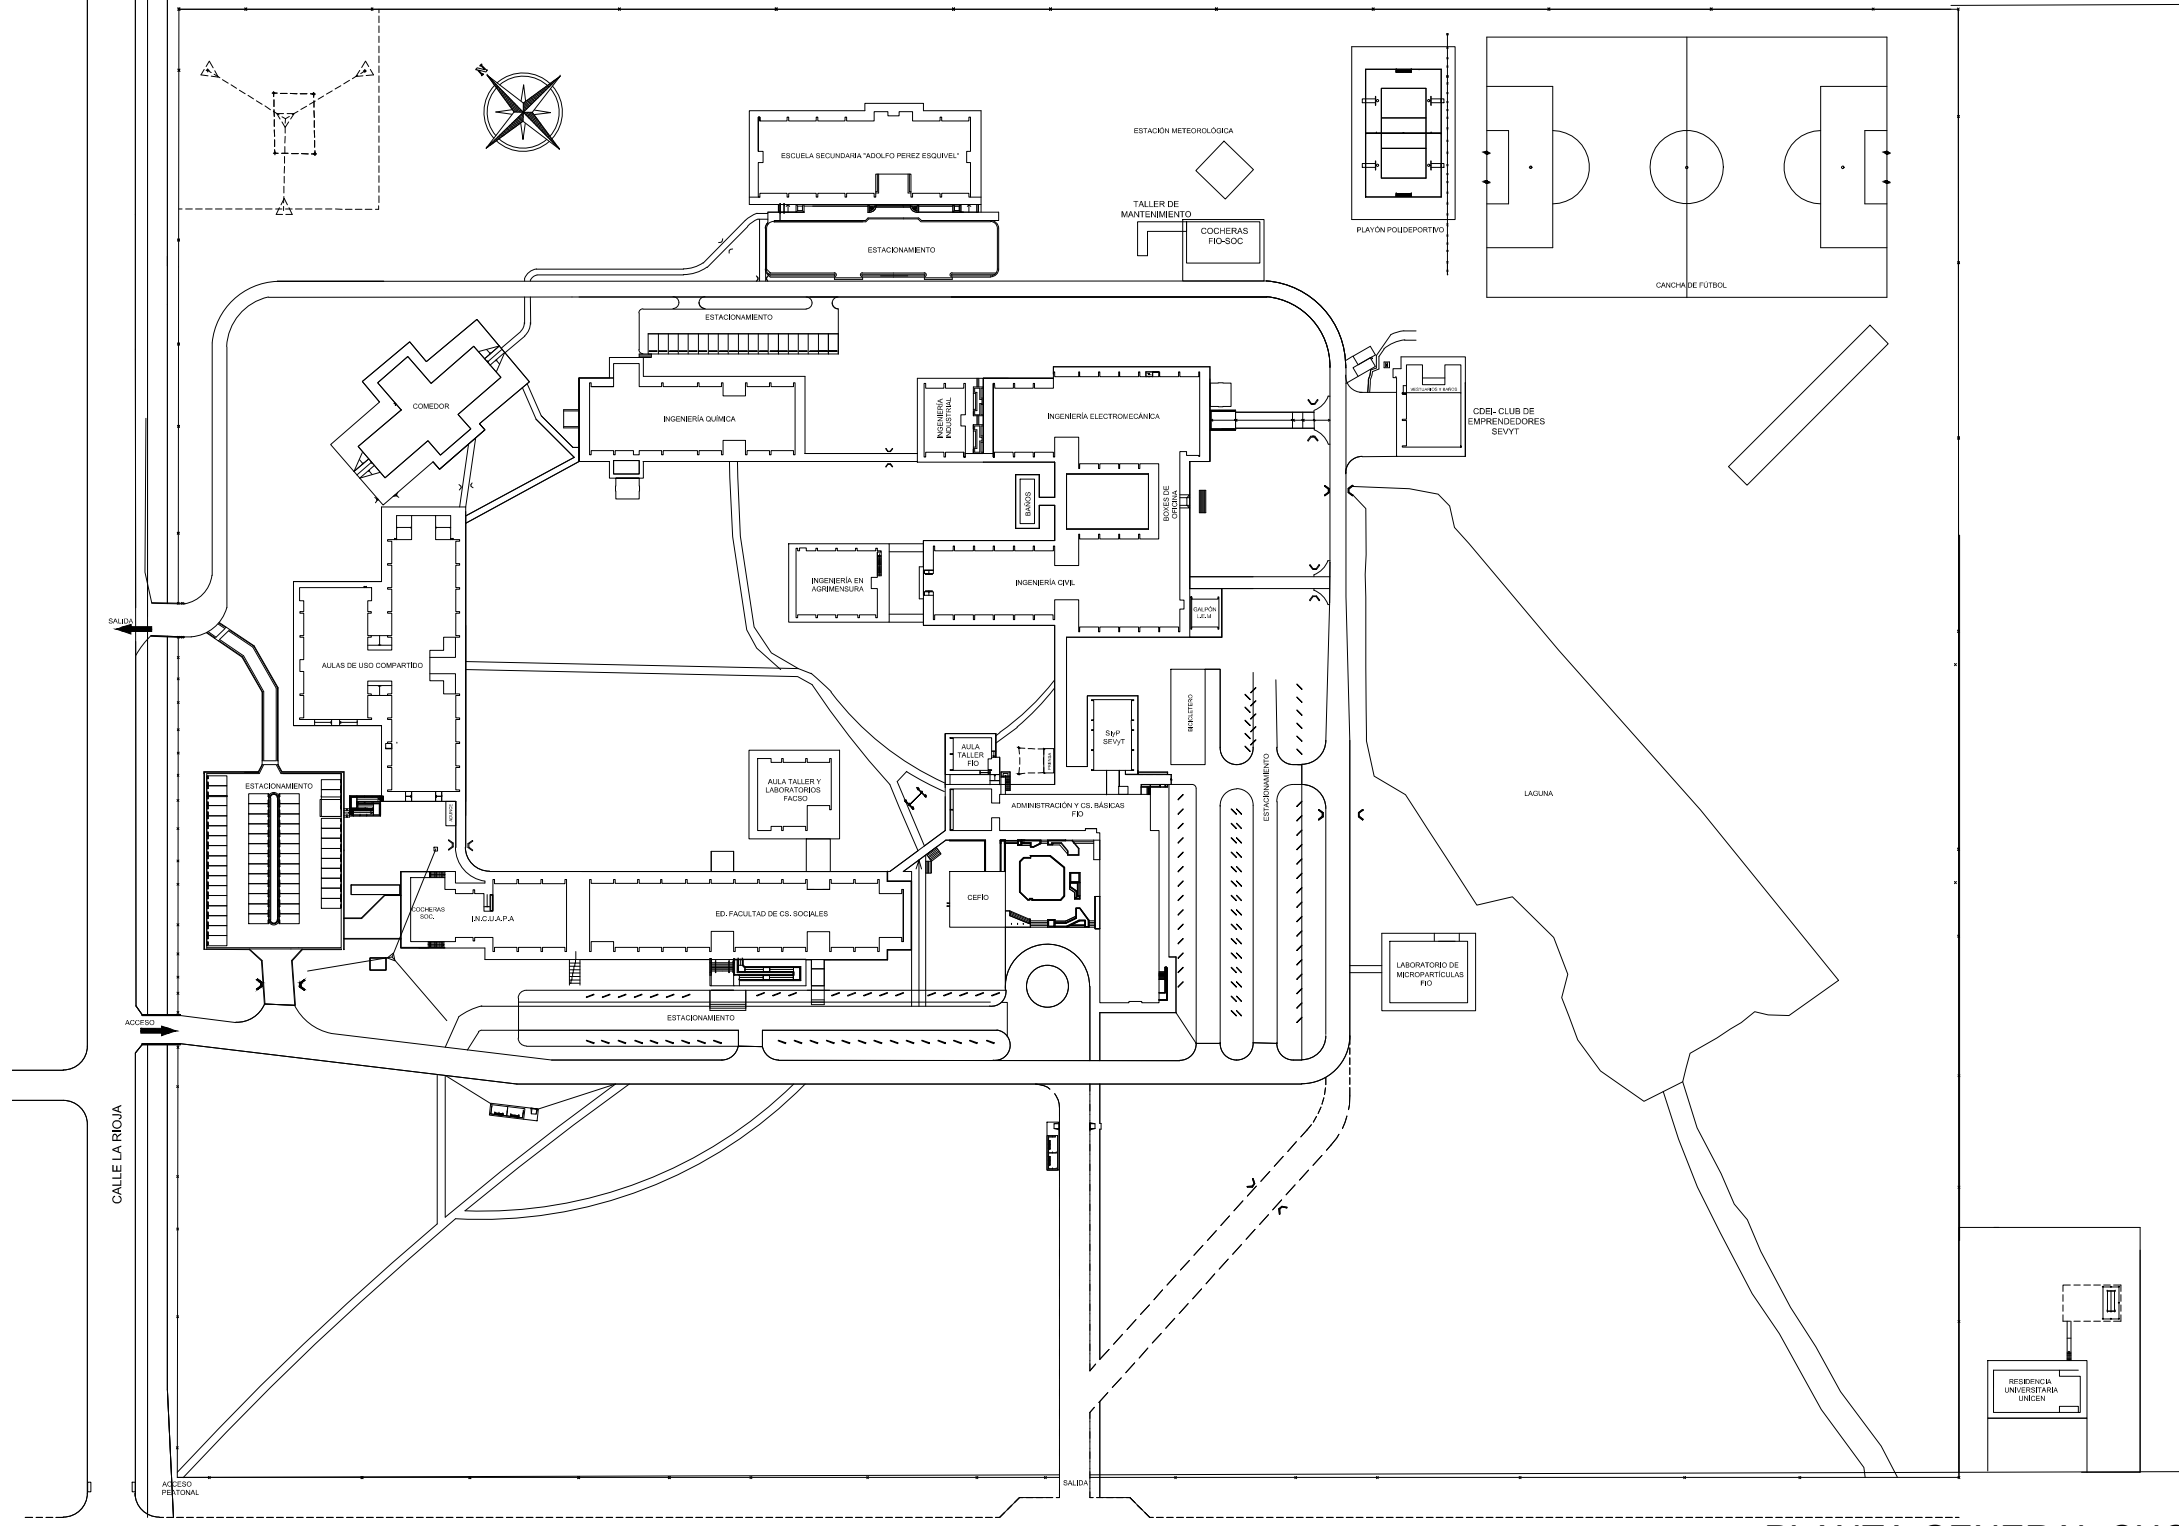 N
ESTACIÓN METEOROLÓGICA
ESCUELA SECUNDARIA "ADOLFO PEREZ ESQUIVEL"
TALLER DE
MANTENIMIENTO
COCHERAS
FIO-SOC
PLAYÓN POLIDEPORTIVO
ESTACIONAMIENTO
CANCHA DE FÚTBOL
ESTACIONAMIENTO
COMEDOR
INGENIERÍA QUÍMICA
INGENIERÍA
INDUSTRIAL
INGENIERÍA ELECTROMECÁNICA
VESTUARIOS Y BAÑOS
CDEI- CLUB DE
EMPRENDEDORES
SEVYT
BAÑOS
BOXES DE
OFICINA
INGENIERÍA EN
AGRIMENSURA
INGENIERÍA CIVIL
GALPÓN
I.E.M
SALIDA
AULAS DE USO COMPARTIDO
BICICLETERO
SIyP
SEVyT
AULA
TALLER
FIO
ESTACIONAMIENTO
AULA TALLER Y
LABORATORIOS
FACSO
ESTACIONAMIENTO
LAGUNA
ADMINISTRACIÓN Y CS. BÁSICAS
FIO
CEFIO
COCHERAS
SOC.
I.N.C.U.A.P.A
ED. FACULTAD DE CS. SOCIALES
LABORATORIO DE
MICROPARTÍCULAS
FIO
ACCESO
ESTACIONAMIENTO
CALLE LA RIOJA
RESIDENCIA
UNIVERSITARIA
UNICEN
ACCESO
PEATONAL
SALIDA